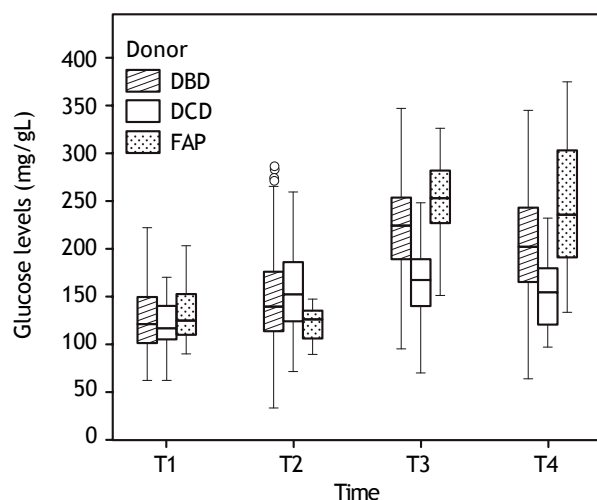 Donor
DBD
DCD
FAP
Glucose levels (mg/gL)
400
350
300
250
200
150
100
50
0
T1 T2 T3 T4
Time